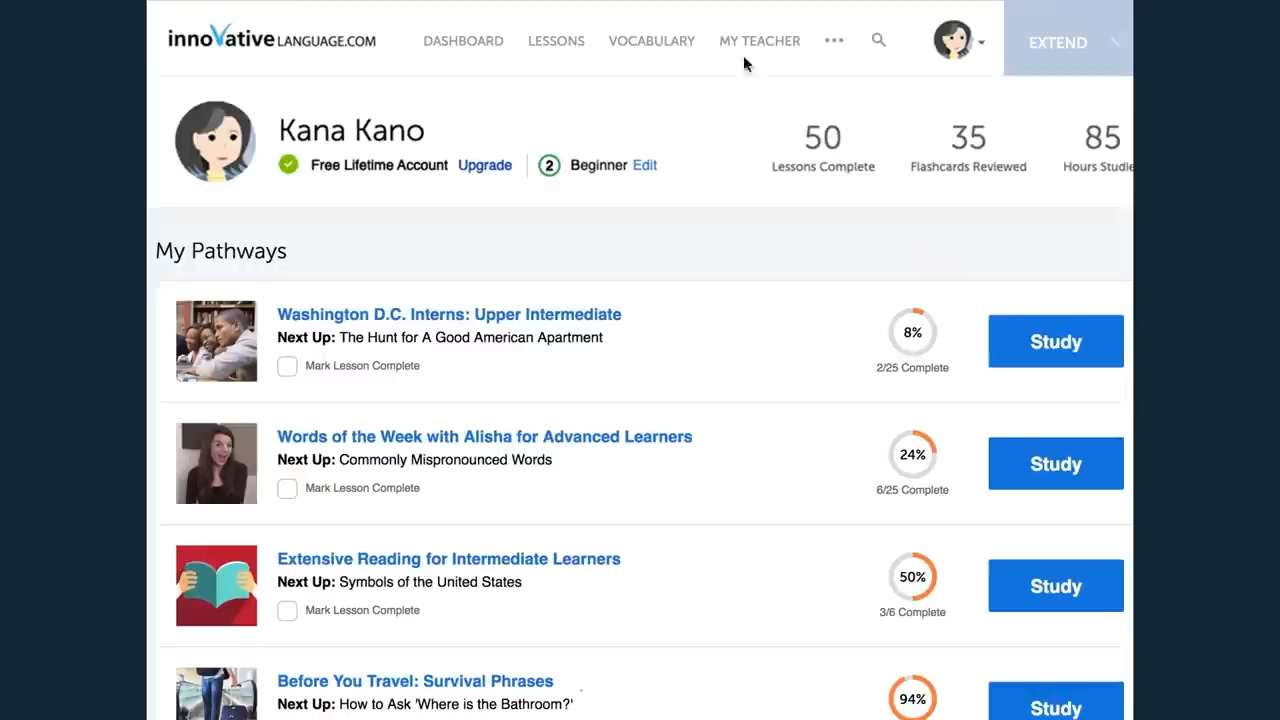 innoVative LANGUAGE.COM
DASHBOARD LESSONS VOCABULARY MY TEACHER ••• EXTEND
Kana Kano
Free Lifetime Account Upgrade 2 Beginner Edit
50 35 85
Lessons Complete Flashcards Reviewed Hours Studie
My Pathways
Washington D.C. Interns: Upper Intermediate
Next Up: The Hunt for A Good American Apartment
Mark Lesson Complete
8%
2/25 Complete
Study
Words of the Week with Alisha for Advanced Learners
Next Up: Commonly Mispronounced Words
Mark Lesson Complete
24%
6/25 Complete
Study
Extensive Reading for Intermediate Learners
Next Up: Symbols of the United States
Mark Lesson Complete
50%
3/6 Complete
Study
Before You Travel: Survival Phrases
Next Up: How to Ask 'Where is the Bathroom?'
94%
Study